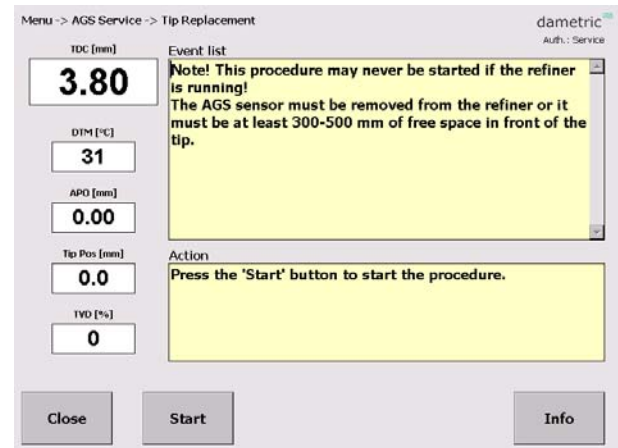 Menu -> AGS Service -> Tip Replacement
dametric
Auth.: Service
TDC [mm]
3.80
DTM [°C]
31
APO [mm]
0.00
Tip Pos [mm]
0.0
TVD [%]
0
Event list
Note! This procedure may never be started if the refiner
is running!
The AGS sensor must be removed from the refiner or it
must be at least 300-500 mm of free space in front of the
tip.
Action
Press the 'Start' button to start the procedure.
Close
Start
Info